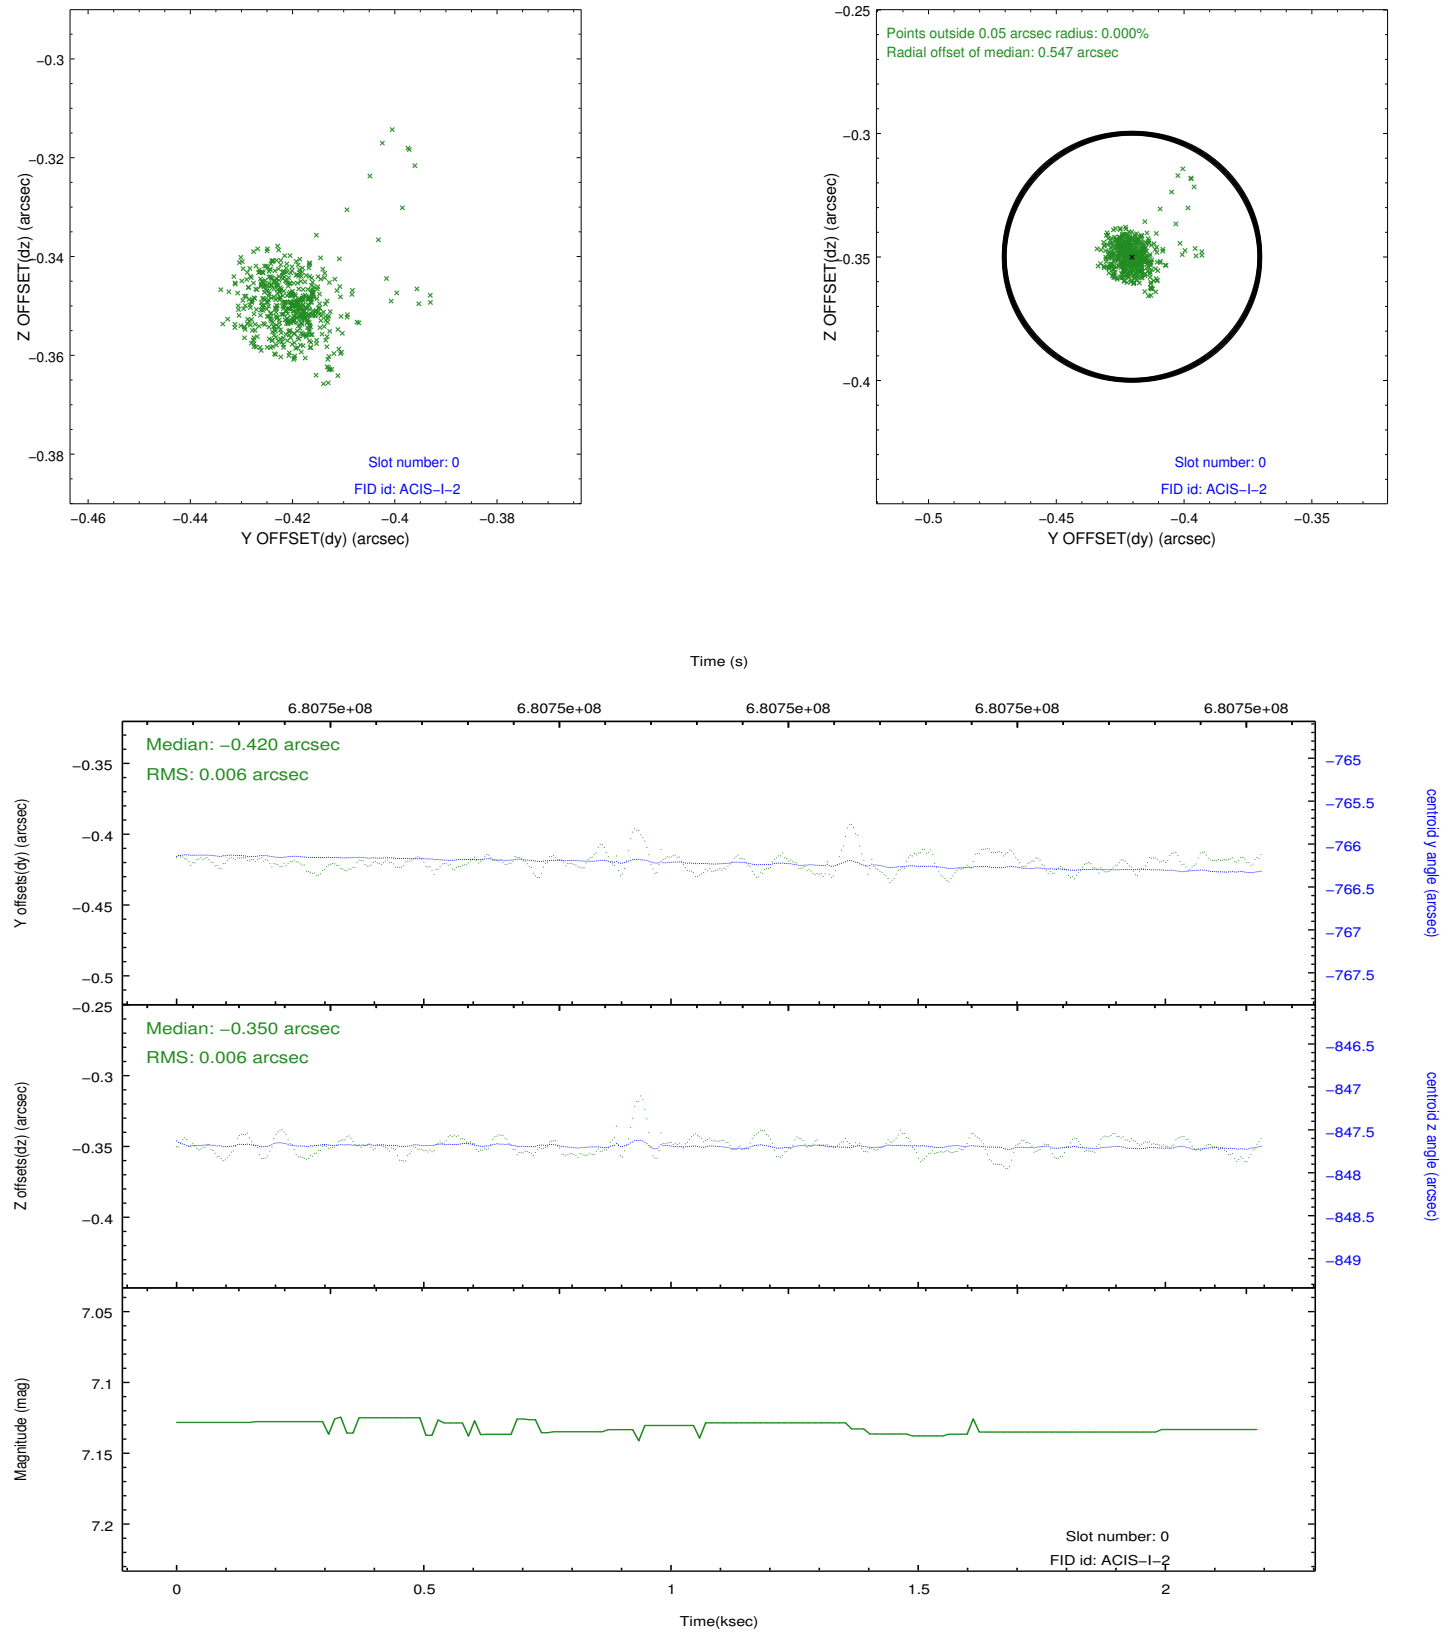 −0.3
−0.32
−0.34
−0.36
−0.38
Z OFFSET(dz) (arcsec)
−0.46
−0.44
−0.42
−0.4
−0.38
Y OFFSET(dy) (arcsec)
Slot number: 0
FID id: ACIS−I−2
−0.25
−0.3
−0.35
−0.4
Z OFFSET(dz) (arcsec)
Points outside 0.05 arcsec radius: 0.000%
Radial offset of median: 0.547 arcsec
Slot number: 0
FID id: ACIS−I−2
−0.5
−0.45
−0.4
−0.35
Y OFFSET(dy) (arcsec)
Time (s)
6.8075e+08
6.8075e+08
6.8075e+08
6.8075e+08
6.8075e+08
Median: −0.420 arcsec
RMS: 0.006 arcsec
−0.35
−0.4
−0.45
−0.5
Y offsets(dy) (arcsec)
−765
−765.5
−766
−766.5
−767
−767.5
centroid y angle (arcsec)
Median: −0.350 arcsec
RMS: 0.006 arcsec
−0.25
−0.3
−0.35
−0.4
Z offsets(dz) (arcsec)
−846.5
−847
−847.5
−848
−848.5
−849
centroid z angle (arcsec)
7.05
7.1
7.15
7.2
Magnitude (mag)
Slot number: 0
FID id: ACIS−I−2
0
0.5
1
1.5
2
Time(ksec)